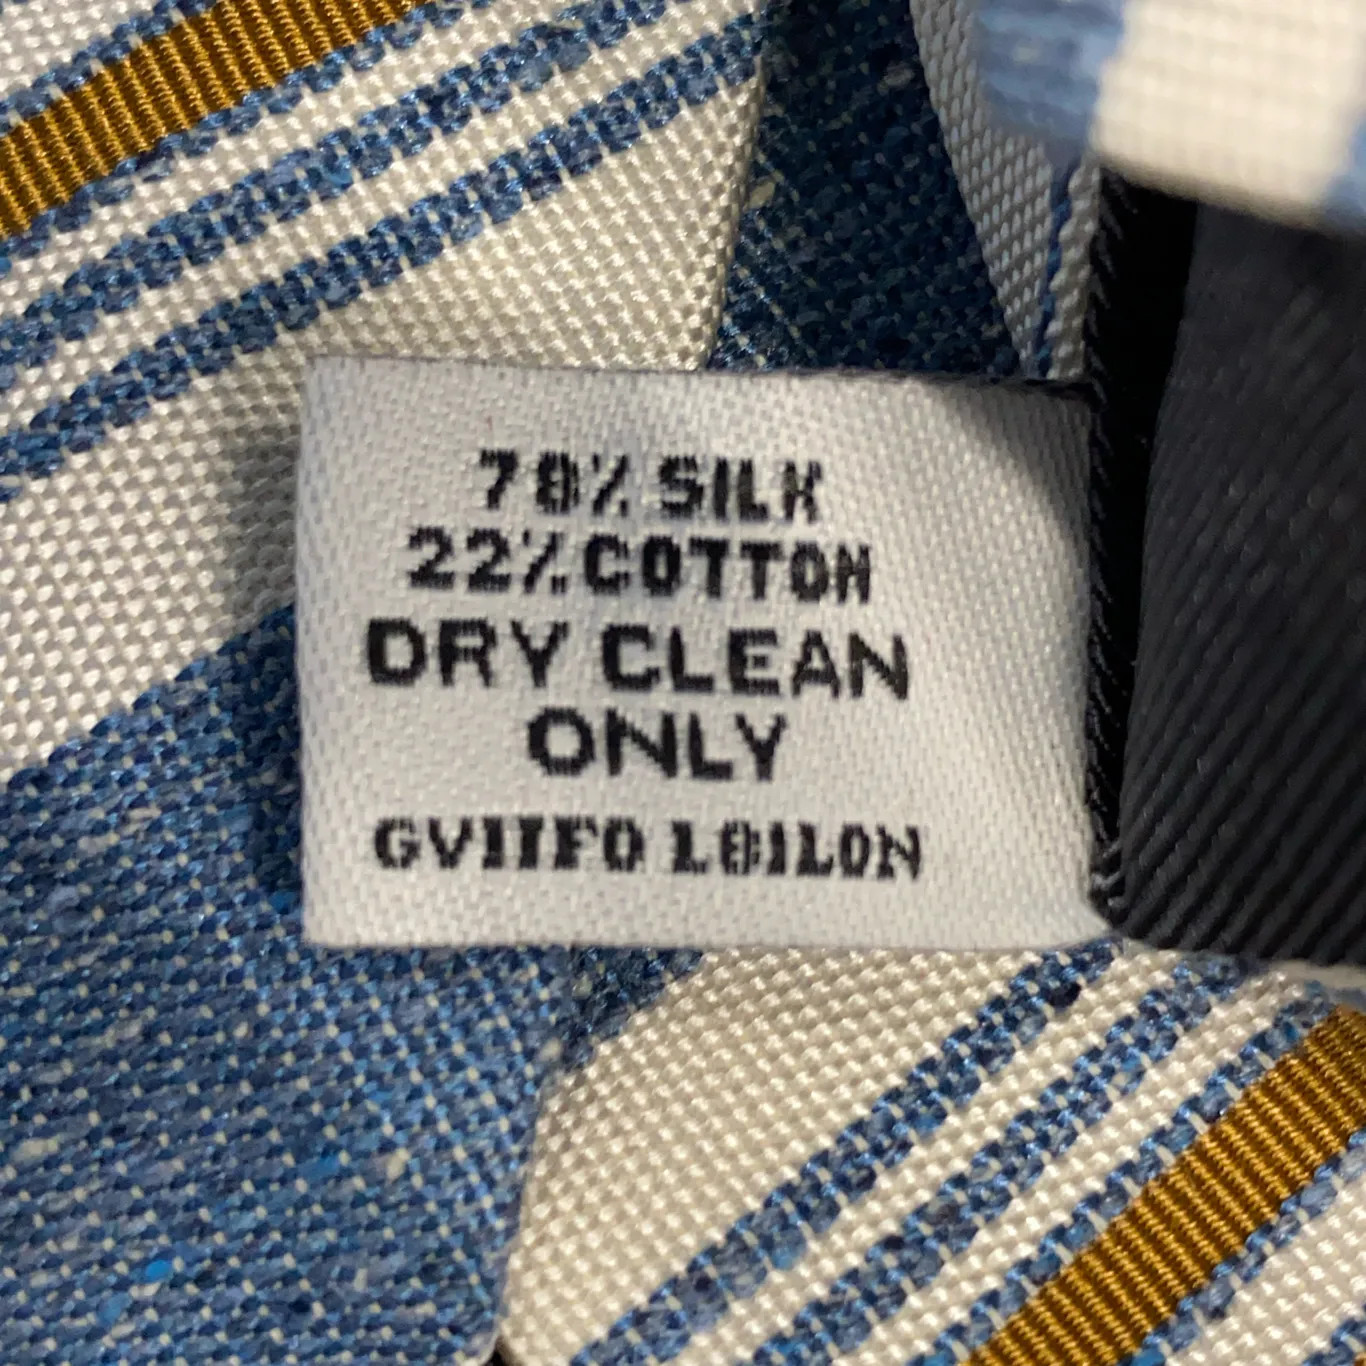 78% SILK
22% COTTON
DRY CLEAN
ONLY